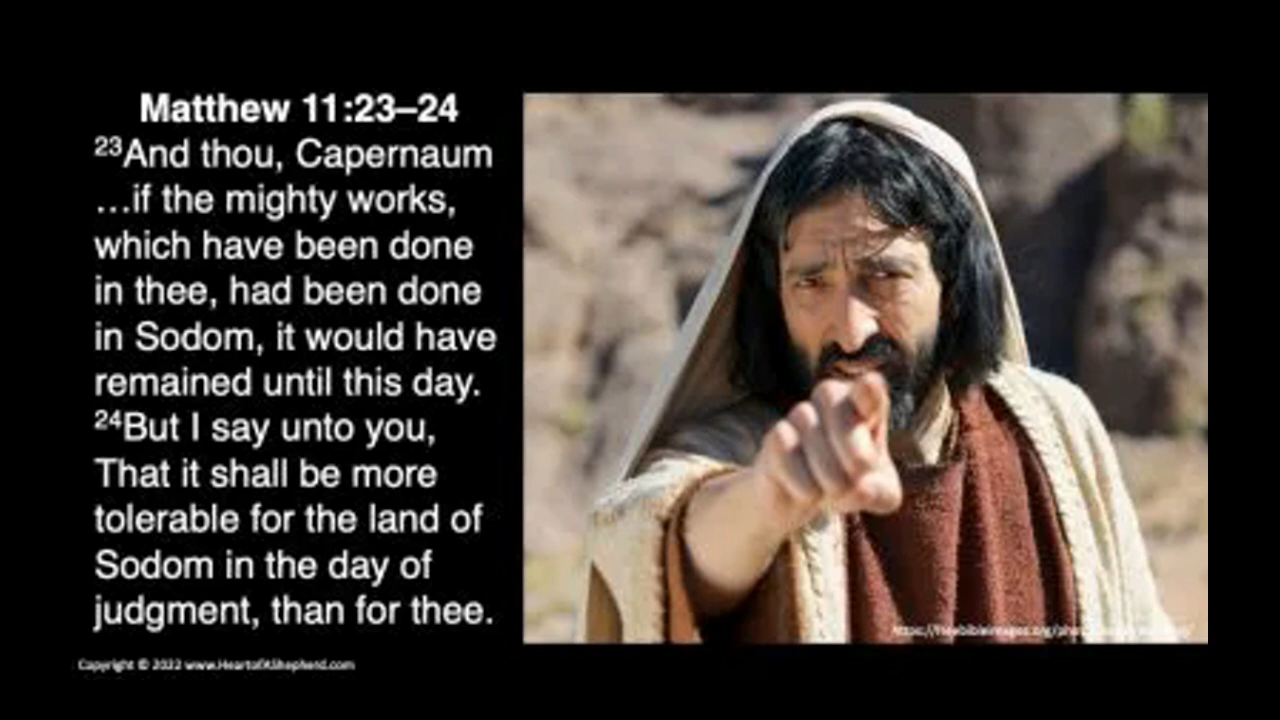 Matthew 11:23–24
²³And thou, Capernaum
…if the mighty works,
which have been done
in thee, had been done
in Sodom, it would have
remained until this day.
²⁴But I say unto you,
That it shall be more
tolerable for the land of
Sodom in the day of
judgment, than for thee.
https://freebibleimages.org/
Copyright © 2022 www.HeartofAShepherd.com